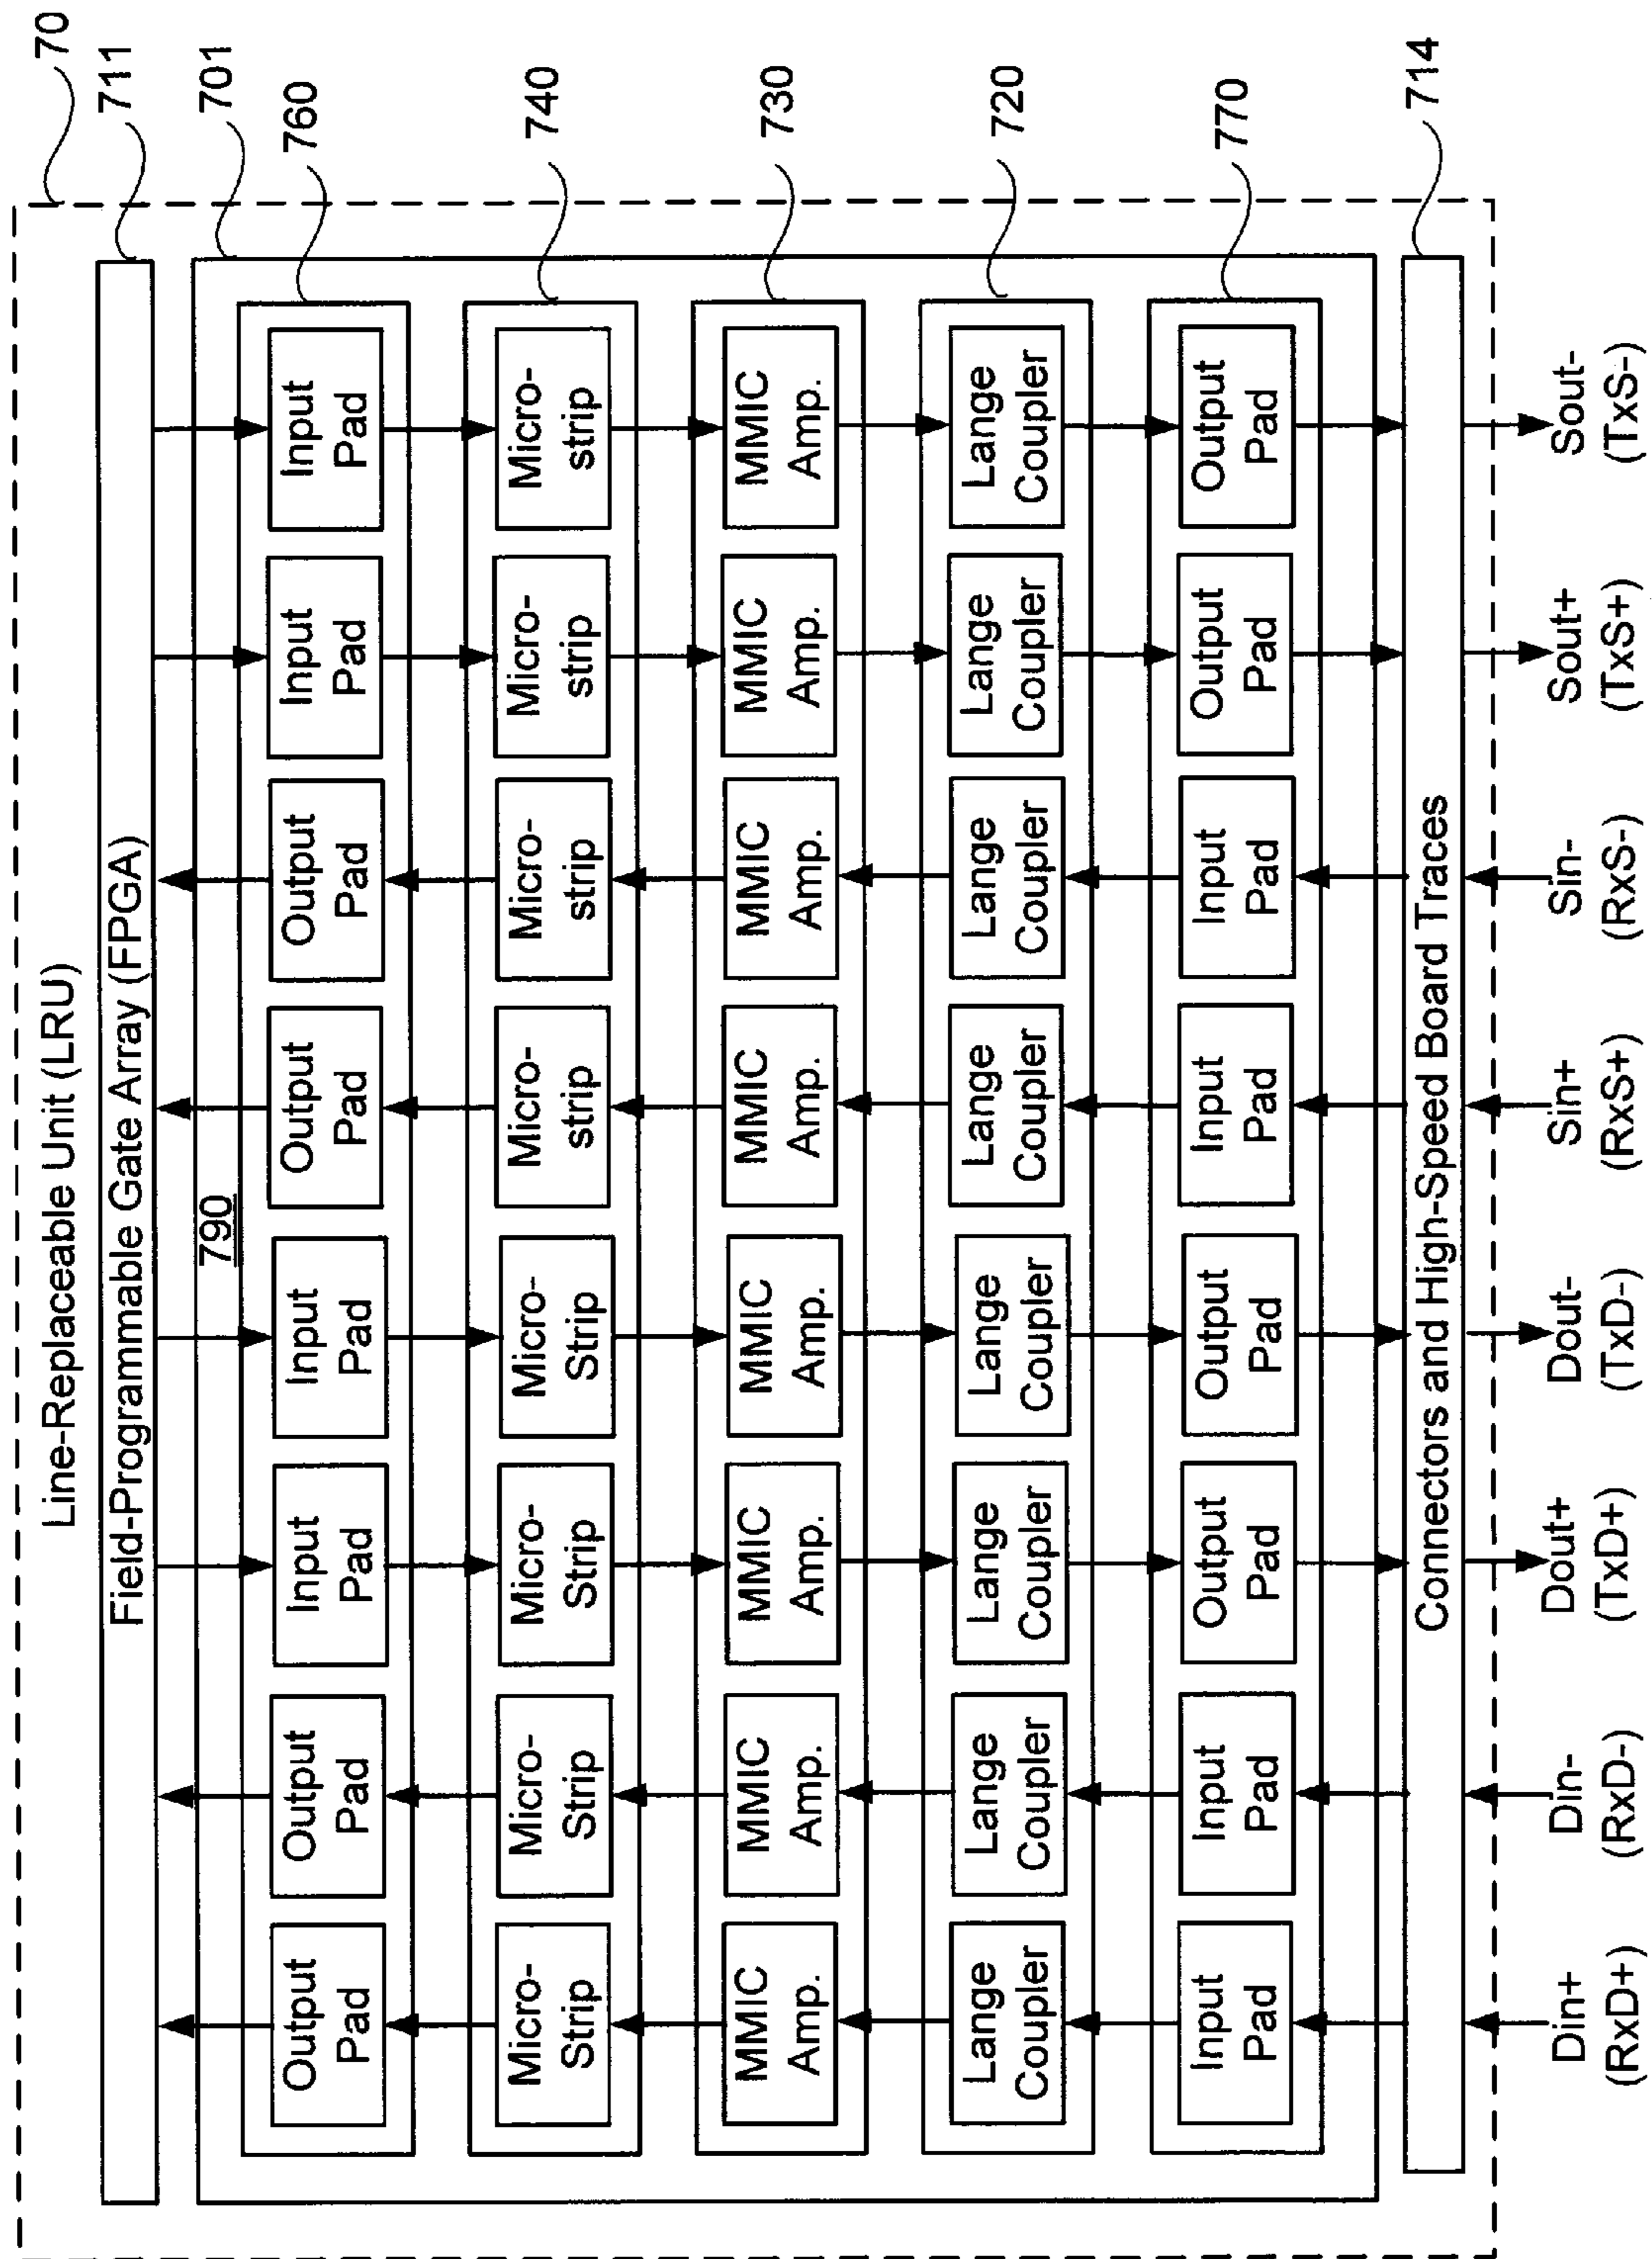 Line-Replaceable Unit (LRU)
70
Field-Programmable Gate Array (FPGA)
711
790
701
Output Pad
Output Pad
Input Pad
Input Pad
Output Pad
Output Pad
Input Pad
Input Pad
760
Micro-Strip
Micro-Strip
Micro-Strip
Micro-Strip
Micro-strip
Micro-strip
Micro-strip
Micro-strip
740
MMIC Amp.
MMIC Amp.
MMIC Amp.
MMIC Amp.
MMIC Amp.
MMIC Amp.
MMIC Amp.
MMIC Amp.
730
Lange Coupler
Lange Coupler
Lange Coupler
Lange Coupler
Lange Coupler
Lange Coupler
Lange Coupler
Lange Coupler
720
Input Pad
Input Pad
Output Pad
Output Pad
Input Pad
Input Pad
Output Pad
Output Pad
770
Connectors and High-Speed Board Traces
714
Din+
(RxD+)
Din-
(RxD-)
Dout+
(TxD+)
Dout-
(TxD-)
Sin+
(RxS+)
Sin-
(RxS-)
Sout+
(TxS+)
Sout-
(TxS-)